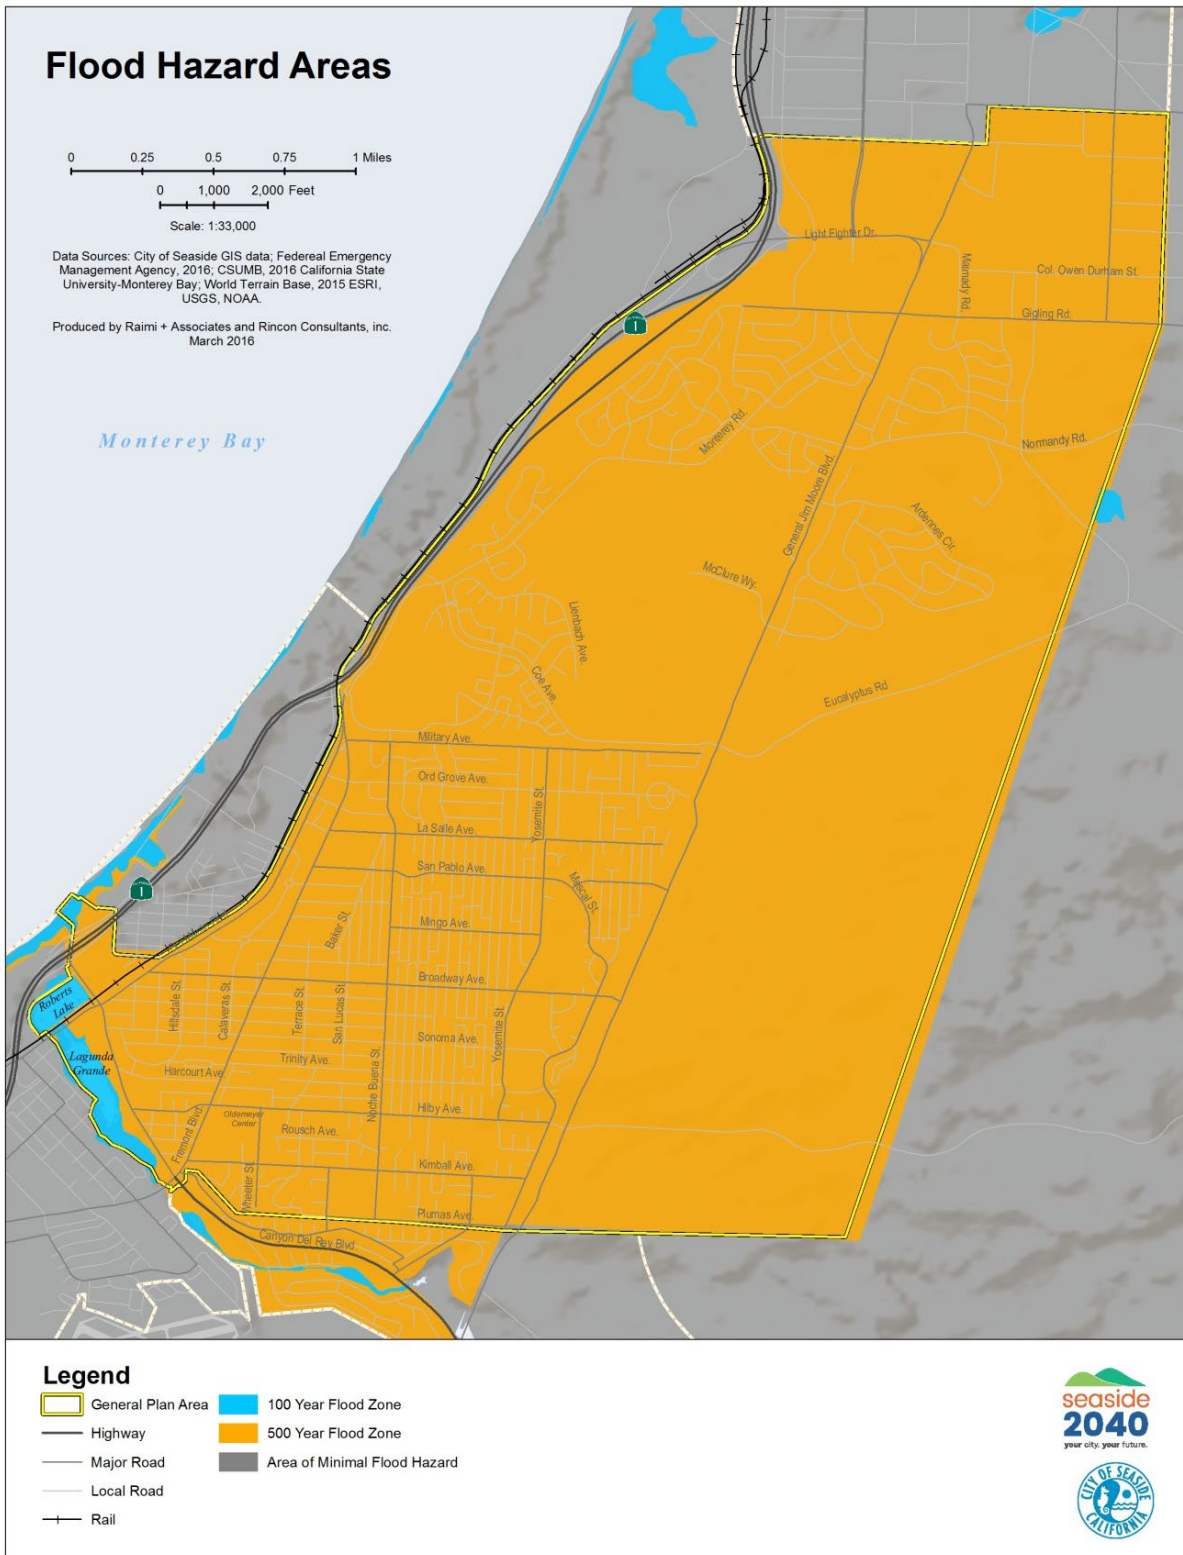 Flood Hazard Areas
0 0.25 0.5 0.75 1 Miles
0 1,000 2,000 Feet
Scale: 1:33,000
Data Sources: City of Seaside GIS data; Federeal Emergency
Management Agency, 2016; CSUMB, 2016 California State
University-Monterey Bay; World Terrain Base, 2015 ESRI,
USGS, NOAA.
Produced by Raimi + Associates and Rincon Consultants, inc.
March 2016
Monterey Bay
Light Fighter Dr.
Malmady Rd.
Col. Owen Durham St.
Gigling Rd.
1
Monterey Rd.
Normandy Rd.
General Jim Moore Blvd.
Ardennes Cir.
McClure Wy.
Lienbach Ave.
Coe Ave.
Eucalyptus Rd
Military Ave.
Ord Grove Ave.
Yosemite St.
La Salle Ave.
San Pablo Ave.
Mescal St.
1
Baker St.
Mingo Ave.
Broadway Ave.
Roberts
Lake
Hillsdale St.
Calaveras St.
Terrace St.
San Lucas St.
Sonoma Ave.
Yosemite St.
Lagunda
Grande
Trinity Ave.
Harcourt Ave.
Noche Buena St.
Hilby Ave.
Fremont Blvd.
Oldemeyer
Center
Rousch Ave.
Kimball Ave.
Wheeler St.
Plumas Ave.
Canyon Del Rey Blvd.
Legend
General Plan Area
Highway
Major Road
Local Road
Rail
100 Year Flood Zone
500 Year Flood Zone
Area of Minimal Flood Hazard
seaside
2040
your city. your future.
CITY OF SEASIDE
CALIFORNIA